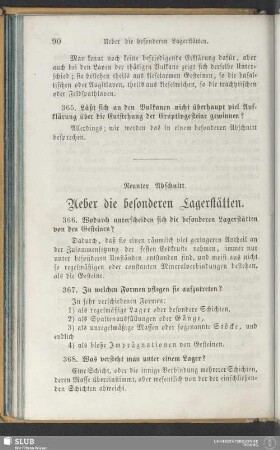 90 Ueber die besonderen Lagerstätten.
Man kennt noch keine befriedigende Erklärung dafür, aber
auch bei den Laven der thätigen Vulkane zeigt sich derselbe Unter-
schied; sie bestehen theils aus kieselarmen Gesteinen, so die basal-
tischen oder Augitlaven, theils aus kieselreichen, so die trachytischen
oder Feldspathlaven.
365. Läßt sich an den Vulkanen nicht überhaupt viel Auf-
klärung über die Entstehung der Eruptivgesteine gewinnen?
Allerdings; wir werden das in einem besonderen Abschnitt
besprechen.
Neunter Abschnitt.
Ueber die besonderen Lagerstätten.
366. Wodurch unterscheiden sich die besonderen Lagerstätten
von den Gesteinen?
Dadurch, daß sie einen räumlich viel geringeren Antheil an
der Zusammensetzung der festen Erdkruste nehmen, immer nur
unter besonderen Umständen entstanden sind, und meist aus nicht
so regelmäßigen oder constanten Mineralverbindungen bestehen,
als die Gesteine.
367. In welchen Formen pflegen sie aufzutreten?
In sehr verschiedenen Formen:
1) als regelmäßige Lager oder besondere Schichten,
2) als Spaltenausfüllungen oder Gänge,
3) als unregelmäßige Massen oder sogenannte Stöcke, und
endlich
4) als bloße Imprägnationen von Gesteinen.
368. Was versteht man unter einem Lager?
Eine Schicht, oder die innige Verbindung mehrerer Schichten,
deren Masse übereinstimmt, aber wesentlich von der der einschließen-
den Schichten abweicht.
SLUB
Wir führen Wissen.